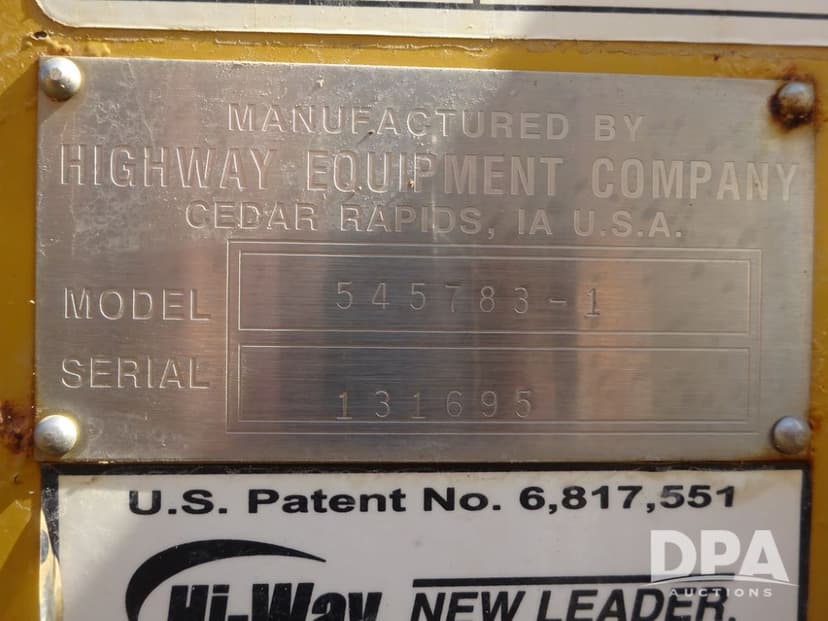 MANUFACTURED BY
HIGHWAY EQUIPMENT COMPANY
CEDAR RAPIDS, IA U.S.A.
MODEL 545783-1
SERIAL 131695
U.S. Patent No. 6,817,551
Hi-Way NEW LEADER.
DPA
AUCTIONS